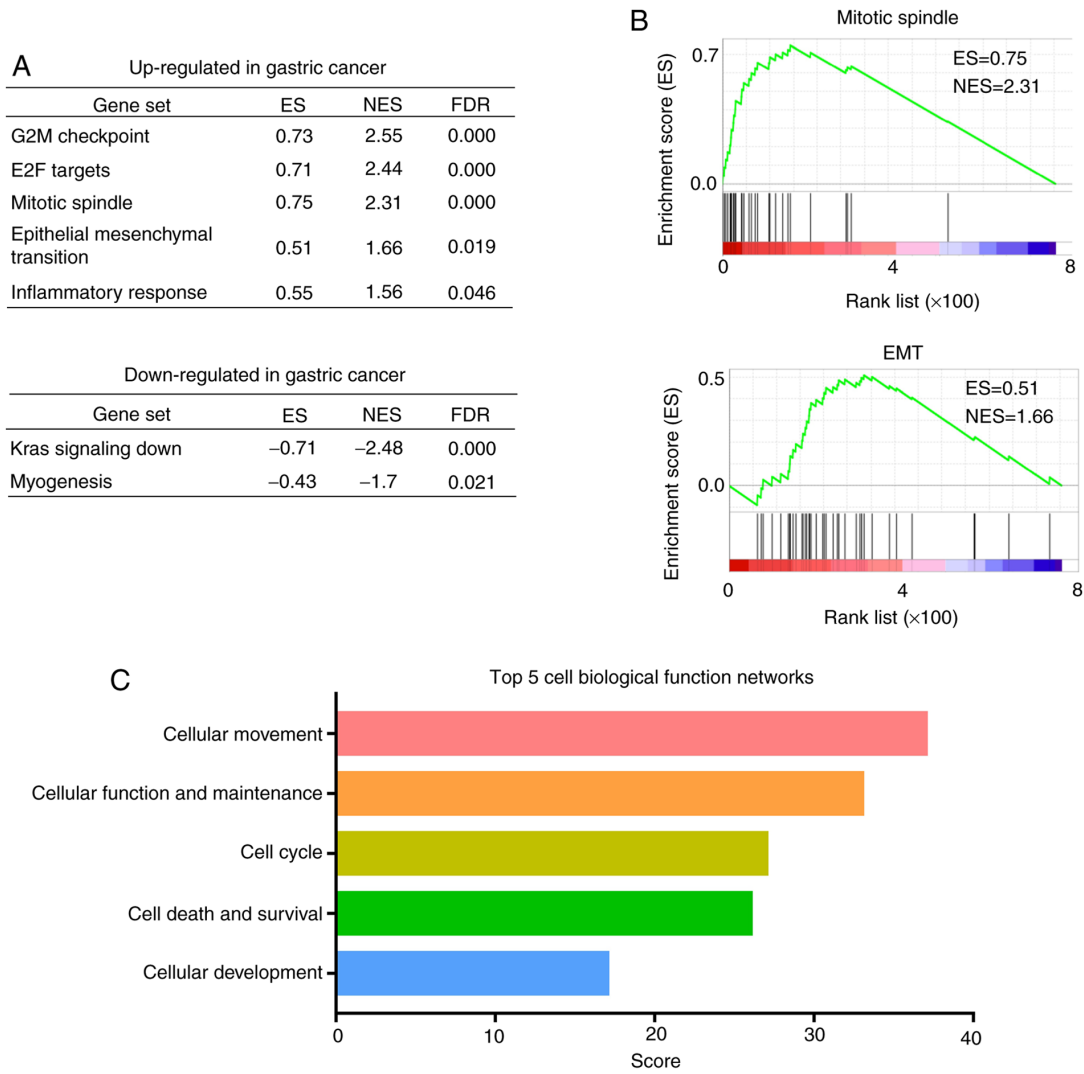 A
Up-regulated in gastric cancer
Gene set ES NES FDR
G2M checkpoint 0.73 2.55 0.000
E2F targets 0.71 2.44 0.000
Mitotic spindle 0.75 2.31 0.000
Epithelial mesenchymal
transition 0.51 1.66 0.019
Inflammatory response 0.55 1.56 0.046
Down-regulated in gastric cancer
Gene set ES NES FDR
Kras signaling down –0.71 –2.48 0.000
Myogenesis –0.43 –1.7 0.021
B
Mitotic spindle
Enrichment score (ES)
0.7
0.0
ES=0.75
NES=2.31
0 4 8
Rank list (×100)
EMT
Enrichment score (ES)
0.5
0.0
ES=0.51
NES=1.66
0 4 8
Rank list (×100)
C
Top 5 cell biological function networks
Cellular movement
Cellular function and maintenance
Cell cycle
Cell death and survival
Cellular development
0 10 20 30 40
Score